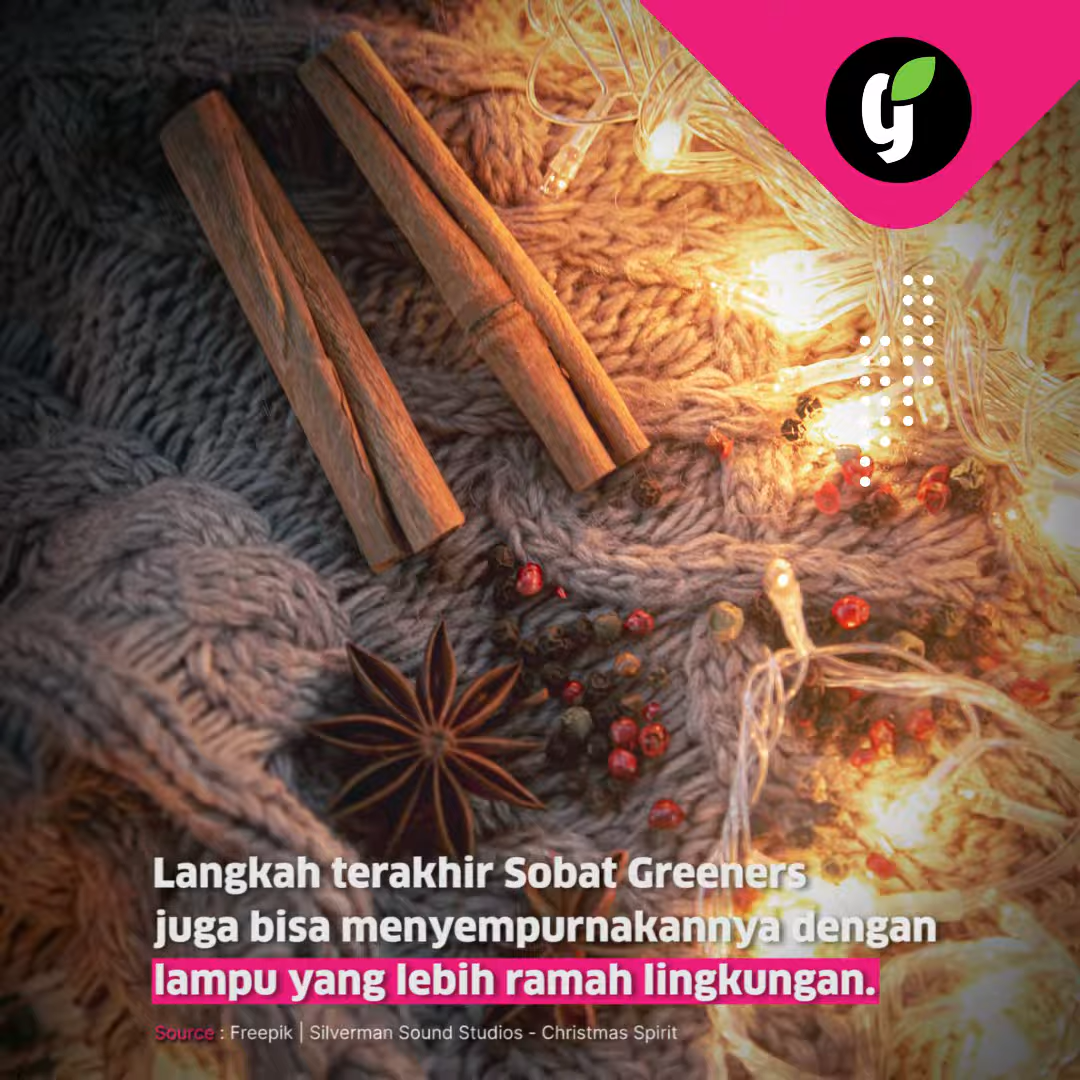 g
Langkah terakhir Sobat Greeners
juga bisa menyempurnakannya dengan
lampu yang lebih ramah lingkungan.
Source : Freepik | Silverman Sound Studios - Christmas Spirit